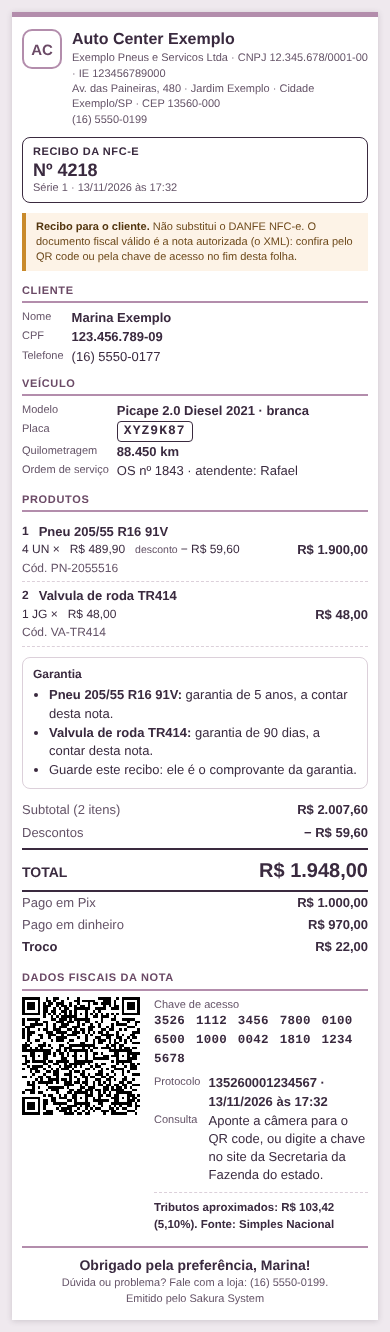 AC
Auto Center Exemplo
Exemplo Pneus e Servicos Ltda · CNPJ 12.345.678/0001-00
· IE 123456789000
Av. das Paineiras, 480 · Jardim Exemplo · Cidade
Exemplo/SP · CEP 13560-000
(16) 5550-0199
RECIBO DA NFC-E
Nº 4218
Série 1 · 13/11/2026 às 17:32
Recibo para o cliente. Não substitui o DANFE NFC-e. O
documento fiscal válido é a nota autorizada (o XML): confira pelo
QR code ou pela chave de acesso no fim desta folha.
CLIENTE
Nome Marina Exemplo
CPF 123.456.789-09
Telefone (16) 5550-0177
VEÍCULO
Modelo Picape 2.0 Diesel 2021 · branca
Placa XYZ9K87
Quilometragem 88.450 km
Ordem de serviço OS nº 1843 · atendente: Rafael
PRODUTOS
1 Pneu 205/55 R16 91V
4 UN × R$ 489,90 desconto − R$ 59,60 R$ 1.900,00
Cód. PN-2055516
2 Valvula de roda TR414
1 JG × R$ 48,00 R$ 48,00
Cód. VA-TR414
Garantia
• Pneu 205/55 R16 91V: garantia de 5 anos, a contar
desta nota.
• Valvula de roda TR414: garantia de 90 dias, a
contar desta nota.
• Guarde este recibo: ele é o comprovante da garantia.
Subtotal (2 itens) R$ 2.007,60
Descontos − R$ 59,60
TOTAL R$ 1.948,00
Pago em Pix R$ 1.000,00
Pago em dinheiro R$ 970,00
Troco R$ 22,00
DADOS FISCAIS DA NOTA
Chave de acesso
3526 1112 3456 7800 0100
6500 1000 0042 1810 1234
5678
Protocolo 135260001234567 ·
13/11/2026 às 17:32
Consulta Aponte a câmera para o
QR code, ou digite a chave
no site da Secretaria da
Fazenda do estado.
Tributos aproximados: R$ 103,42
(5,10%). Fonte: Simples Nacional
Obrigado pela preferência, Marina!
Dúvida ou problema? Fale com a loja: (16) 5550-0199.
Emitido pelo Sakura System